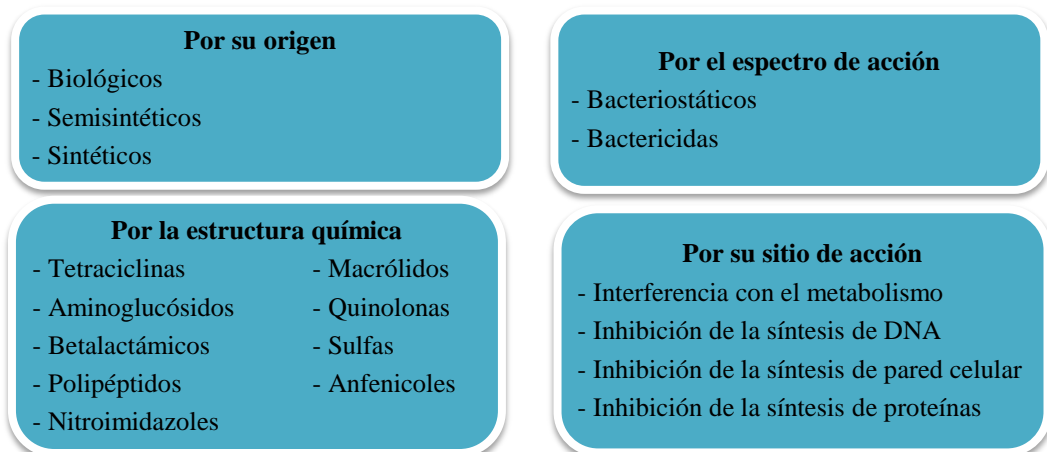 Por su origen
- Biológicos
- Semisintéticos
- Sintéticos
Por el espectro de acción
- Bacteriostáticos
- Bactericidas
Por la estructura química
- Tetraciclinas
- Aminoglucósidos
- Betalactámicos
- Polipéptidos
- Nitroimidazoles
- Macrólidos
- Quinolonas
- Sulfas
- Anfenicoles
Por su sitio de acción
- Interferencia con el metabolismo
- Inhibición de la síntesis de DNA
- Inhibición de la síntesis de pared celular
- Inhibición de la síntesis de proteínas